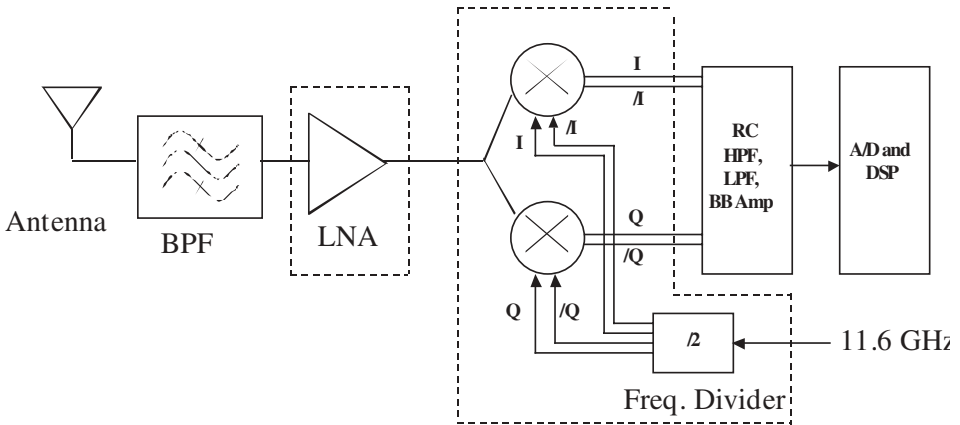 I
/I
I
/I
RC
HPF,
LPF,
BB Amp
A/D and
DSP
Antenna
BPF
LNA
Q
/Q
Q
/Q
/2
11.6 GHz
Freq. Divider